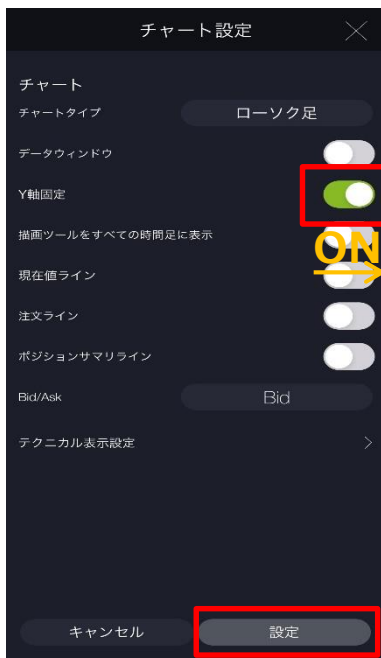 チャート設定
チャート
チャートタイプ ローソク足
データウィンドウ
Y軸固定
描画ツールをすべての時間足に表示
ON
現在値ライン
注文ライン
ポジションサマリライン
Bid/Ask Bid
テクニカル表示設定
キャンセル 設定